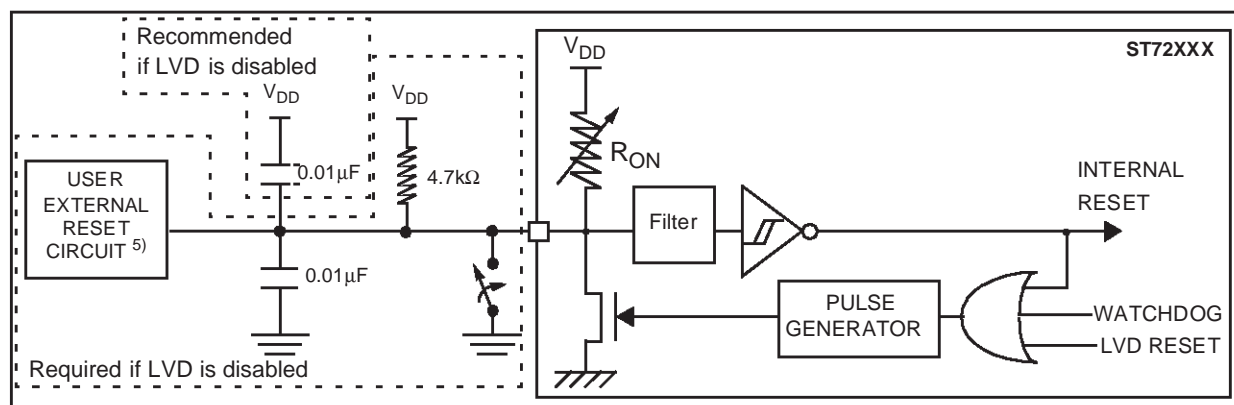 Recommended
if LVD is disabled
VDD
0.01µF
VDD
4.7kΩ
USER
EXTERNAL
RESET
CIRCUIT 5)
0.01µF
Required if LVD is disabled
ST72XXX
VDD
RON
Filter
INTERNAL
RESET
PULSE
GENERATOR
WATCHDOG
LVD RESET